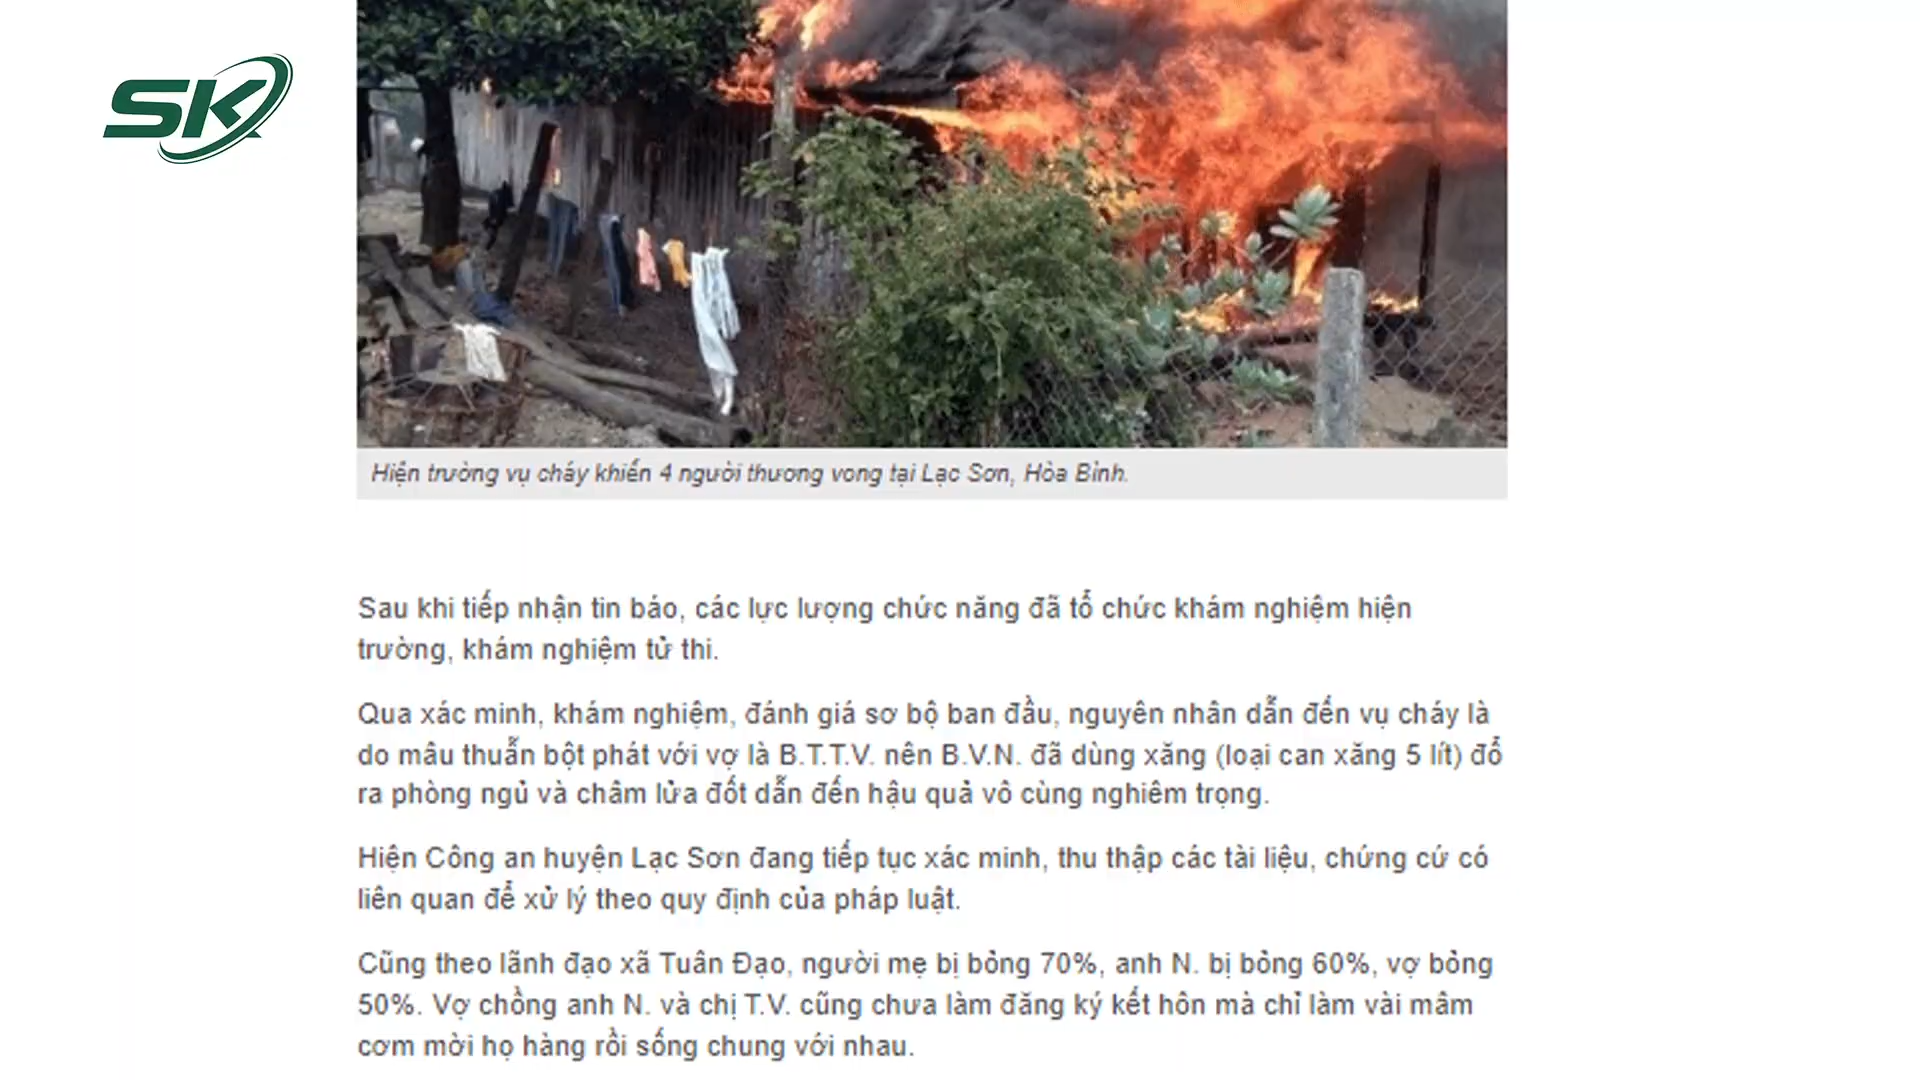 SK
Hiện trường vụ cháy khiến 4 người thương vong tại Lạc Sơn, Hòa Bình.
Sau khi tiếp nhận tin báo, các lực lượng chức năng đã tổ chức khám nghiệm hiện
trường, khám nghiệm tử thi.
Qua xác minh, khám nghiệm, đánh giá sơ bộ ban đầu, nguyên nhân dẫn đến vụ cháy là
do mâu thuẫn bột phát với vợ là B.T.T.V. nên B.V.N. đã dùng xăng (loại can xăng 5 lít) đổ
ra phòng ngủ và châm lửa đốt dẫn đến hậu quả vô cùng nghiêm trọng.
Hiện Công an huyện Lạc Sơn đang tiếp tục xác minh, thu thập các tài liệu, chứng cứ có
liên quan để xử lý theo quy định của pháp luật.
Cũng theo lãnh đạo xã Tuân Đạo, người mẹ bị bỏng 70%, anh N. bị bỏng 60%, vợ bỏng
50%. Vợ chồng anh N. và chị T.V. cũng chưa làm đăng ký kết hôn mà chỉ làm vài mâm
cơm mời họ hàng rồi sống chung với nhau.